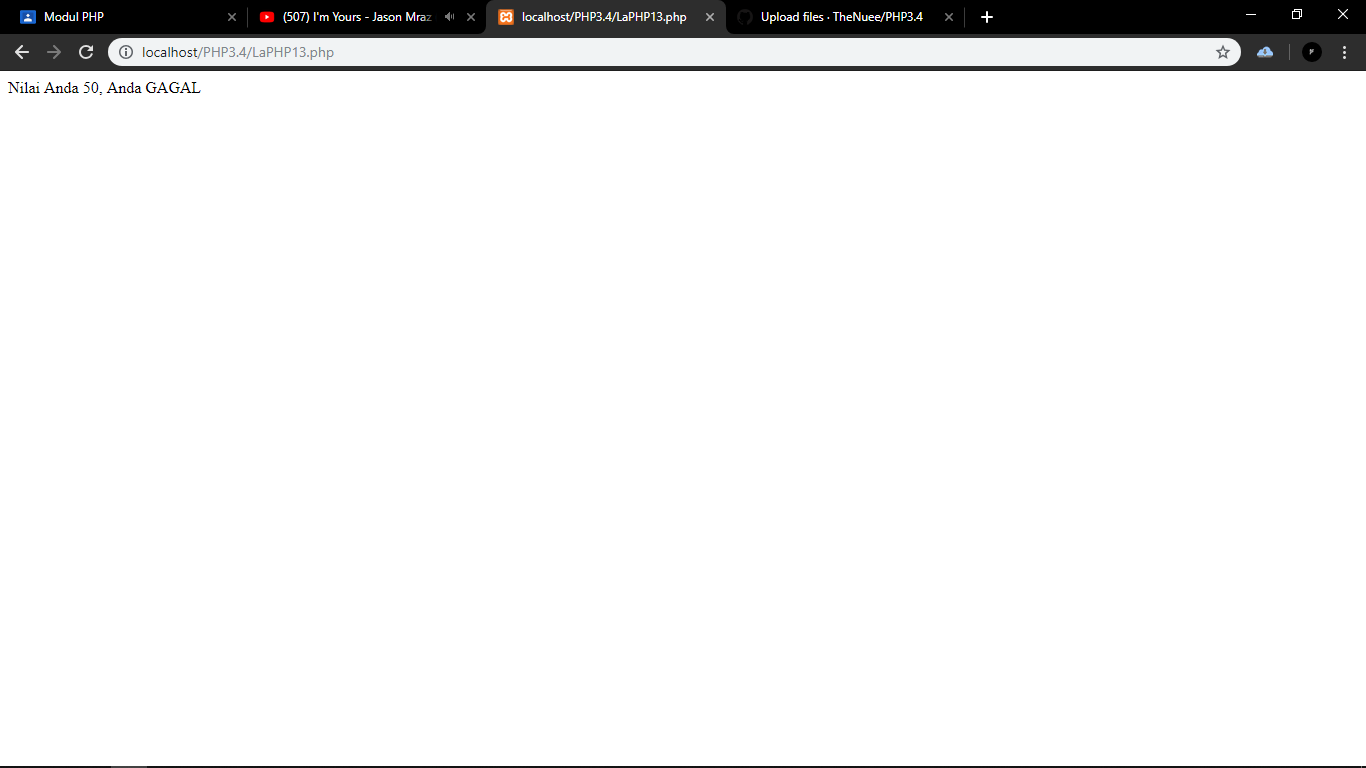 Modul PHP
(507) I'm Yours - Jason Mraz
localhost/PHP3.4/LaPHP13.php
Upload files · TheNuee/PHP3.4
localhost/PHP3.4/LaPHP13.php
Nilai Anda 50, Anda GAGAL